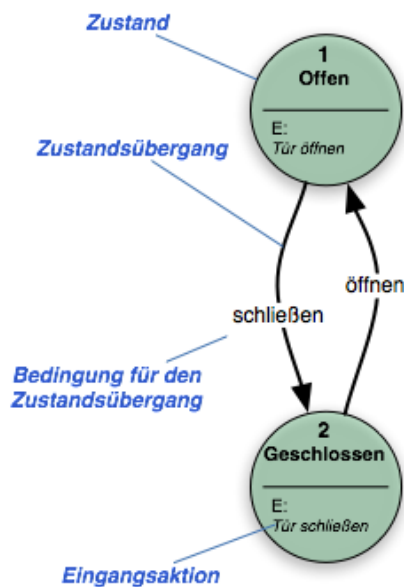 Zustand
1
Offen
E:
Tür öffnen
Zustandsübergang
schließen
öffnen
Bedingung für den
Zustandsübergang
2
Geschlossen
E:
Tür schließen
Eingangsaktion